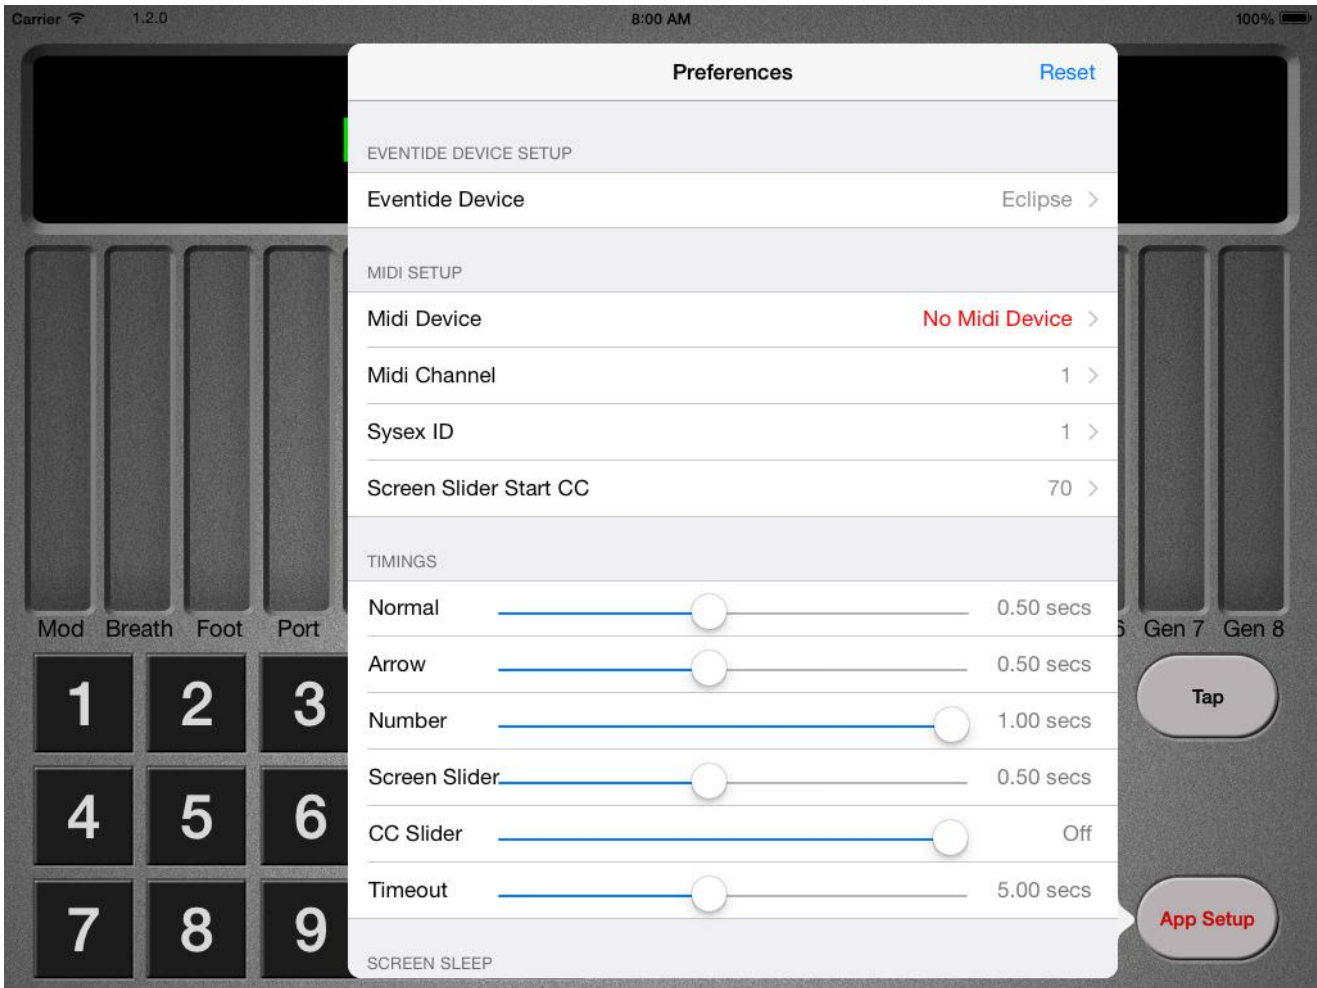 Carrier 1.2.0 8:00 AM 100%
Preferences Reset
EVENTIDE DEVICE SETUP
Eventide Device Eclipse
MIDI SETUP
Midi Device No Midi Device
Midi Channel 1
Sysex ID 1
Screen Slider Start CC 70
TIMINGS
Normal 0.50 secs
Arrow 0.50 secs
Number 1.00 secs
Screen Slider 0.50 secs
CC Slider Off
Timeout 5.00 secs
SCREEN SLEEP
Mod Breath Foot Port 6 Gen 7 Gen 8
1 2 3 Tap
4 5 6
7 8 9 App Setup